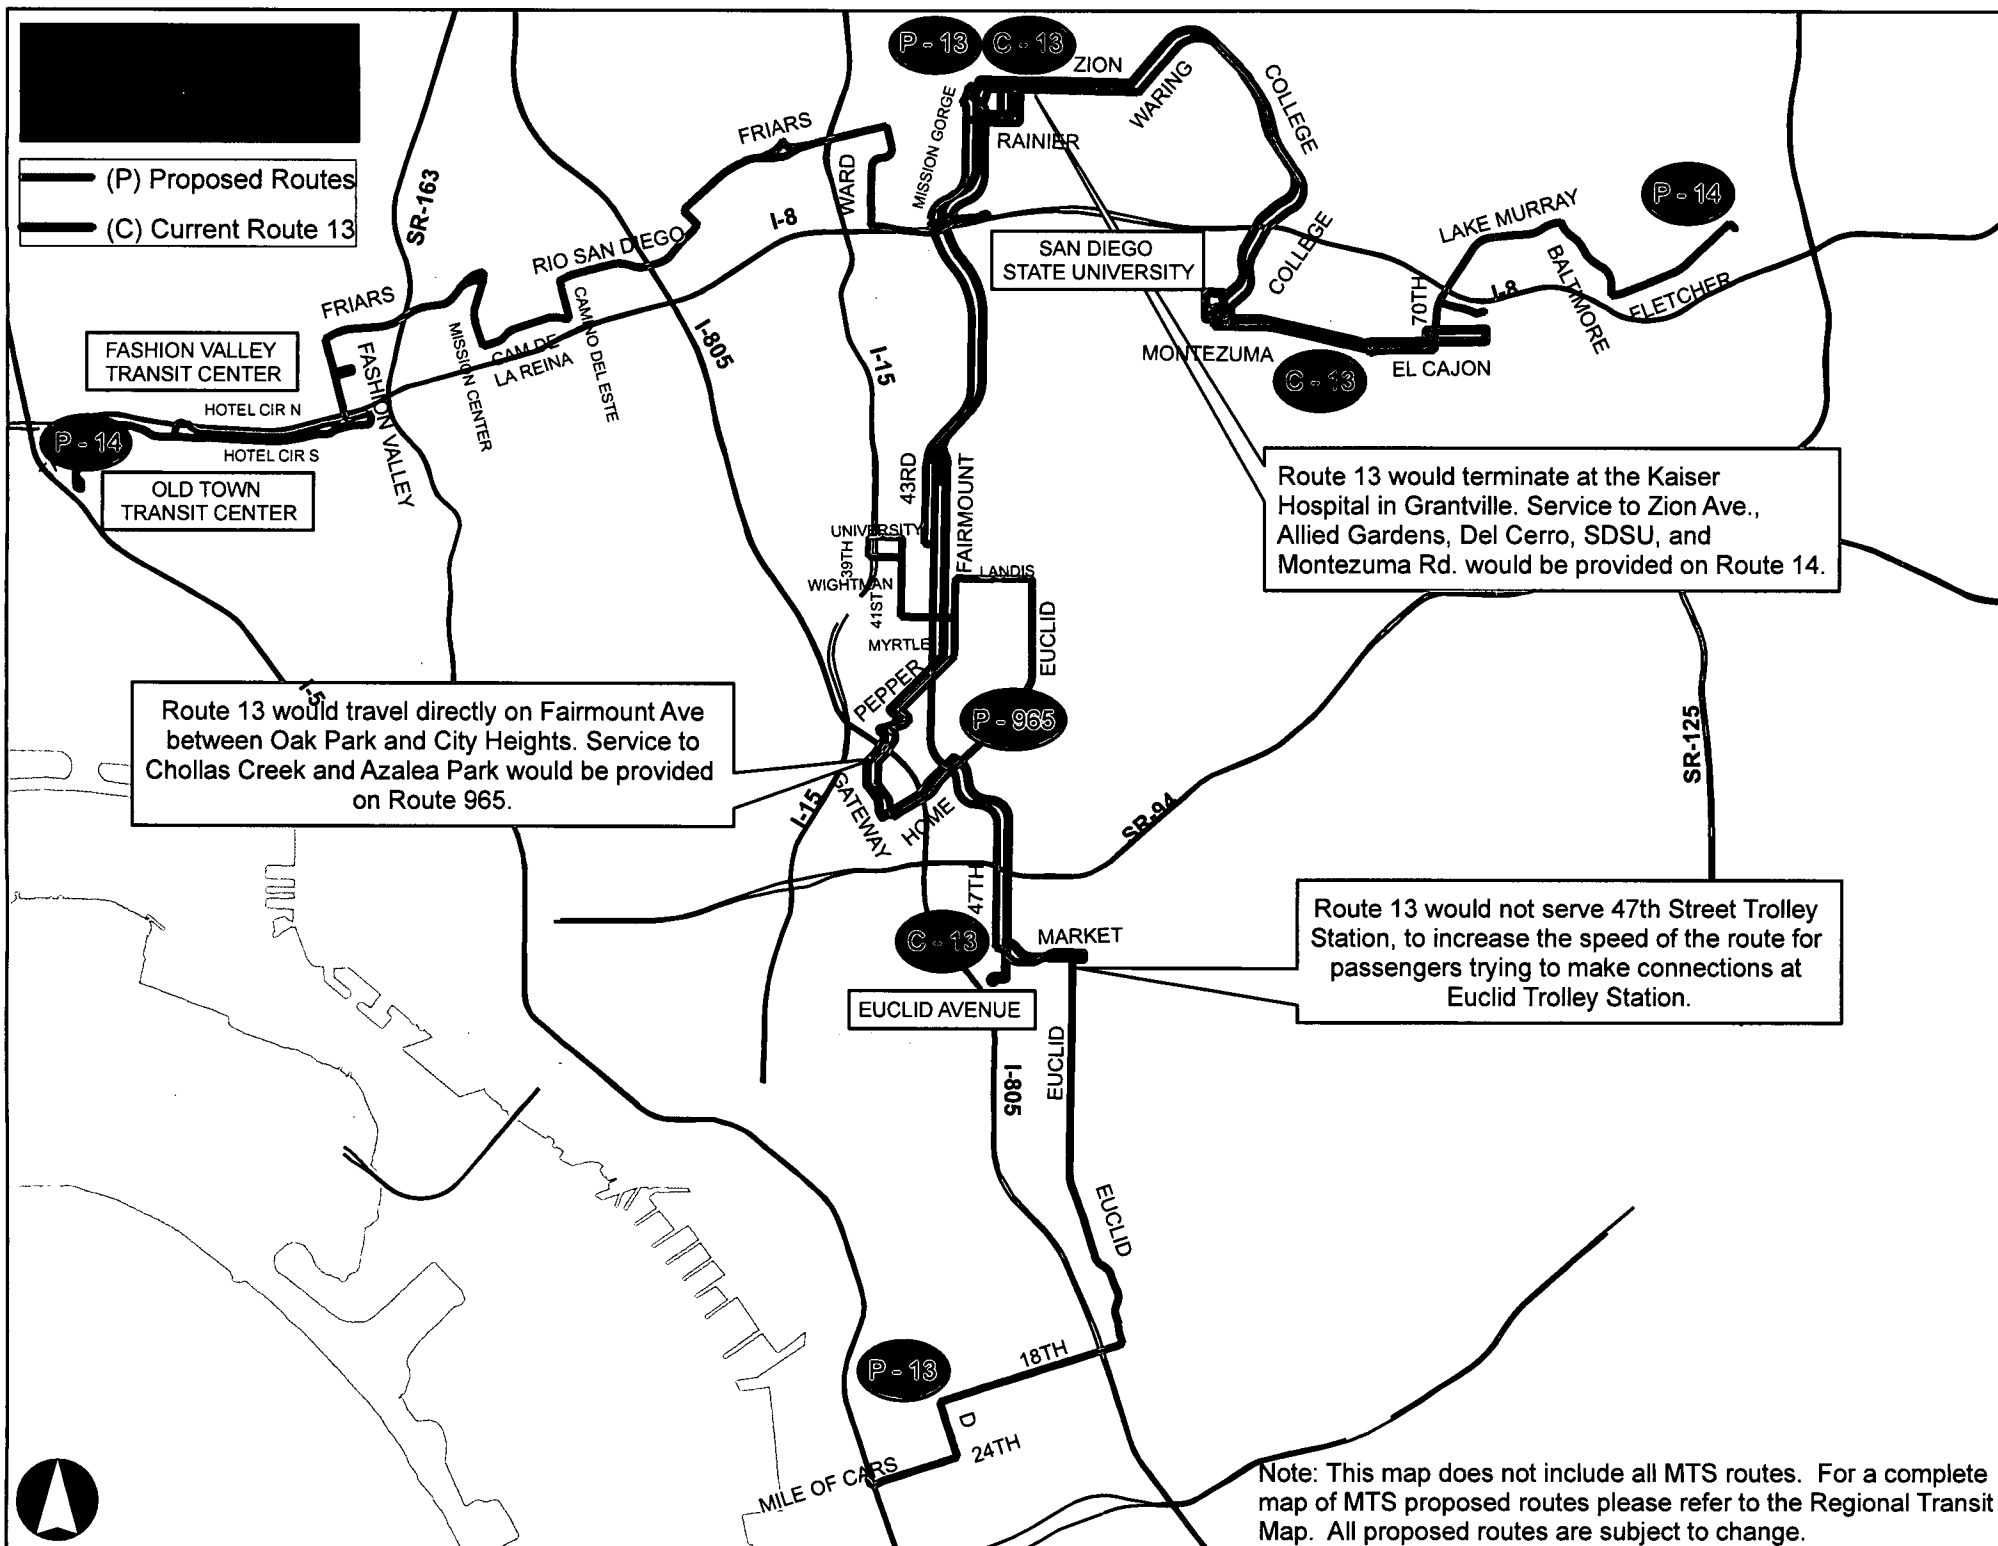 P - 13
C - 13
ZION
WARING
COLLEGE
MISSION GORGE
RAINIER
FRIARS
WARD
(P) Proposed Routes
(C) Current Route 13
SR-163
I-8
RIO SAN DIEGO
FRIARS
SAN DIEGO
STATE UNIVERSITY
COLLEGE
LAKE MURRAY
P - 14
BALTIMORE
70TH
I-8
FLETCHER
FASHION VALLEY
TRANSIT CENTER
FASHION VALLEY
MISSION CENTER
CAM DE
LA REINA
CAMINO DEL ESTE
I-805
I-15
MONTEZUMA
C - 13
EL CAJON
HOTEL CIR N
P - 14
HOTEL CIR S
OLD TOWN
TRANSIT CENTER
43RD
FAIRMOUNT
UNIVERSITY
39TH
WIGHTMAN
41ST
LANDIS
EUCLID
MYRTLE
PEPPER
Route 13 would terminate at the Kaiser
Hospital in Grantville. Service to Zion Ave.,
Allied Gardens, Del Cerro, SDSU, and
Montezuma Rd. would be provided on Route 14.
I-5
Route 13 would travel directly on Fairmount Ave
between Oak Park and City Heights. Service to
Chollas Creek and Azalea Park would be provided
on Route 965.
P - 965
GATEWAY
HOME
I-15
SR-94
SR-125
47TH
C - 13
MARKET
EUCLID AVENUE
Route 13 would not serve 47th Street Trolley
Station, to increase the speed of the route for
passengers trying to make connections at
Euclid Trolley Station.
I-805
EUCLID
EUCLID
P - 13
18TH
D
24TH
MILE OF CARS
Note: This map does not include all MTS routes. For a complete
map of MTS proposed routes please refer to the Regional Transit
Map. All proposed routes are subject to change.